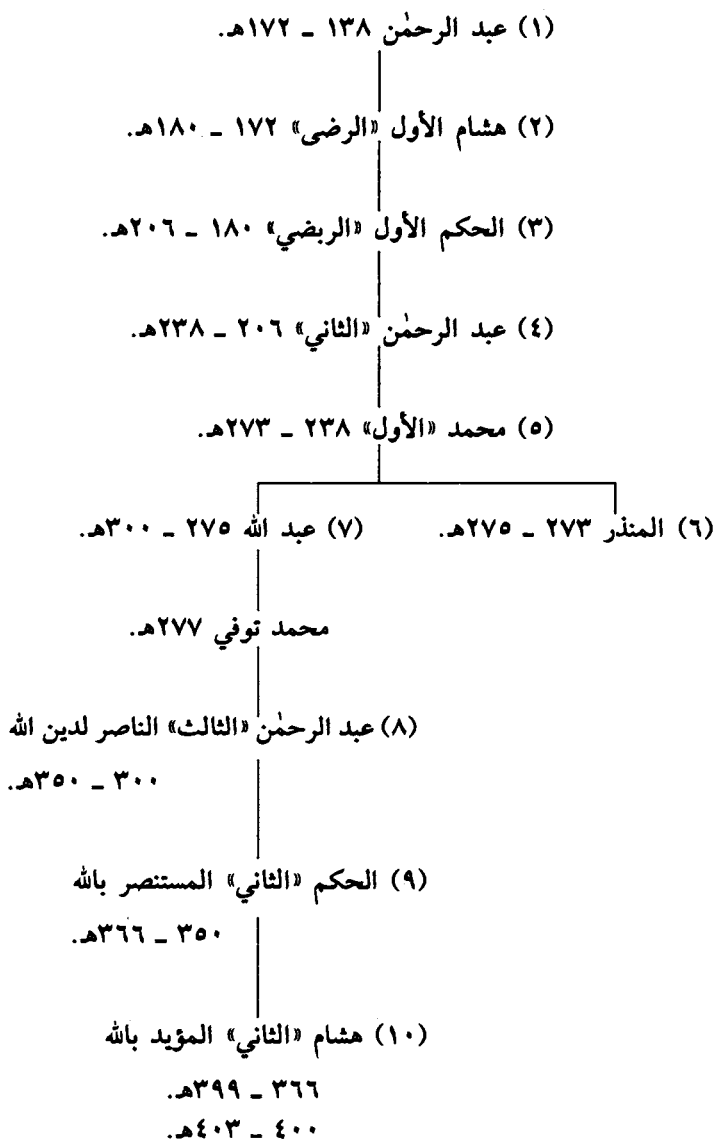 (١) عبد الرحمٰن ١٣٨ ـ ١٧٢هـ.
(٢) هشام الأول «الرضى» ١٧٢ ـ ١٨٠هـ.
(٣) الحكم الأول «الربضي» ١٨٠ ـ ٢٠٦هـ.
(٤) عبد الرحمٰن «الثاني» ٢٠٦ ـ ٢٣٨هـ.
(٥) محمد «الأول» ٢٣٨ ـ ٢٧٣هـ.
(٦) المنذر ٢٧٣ ـ ٢٧٥هـ. (٧) عبد الله ٢٧٥ ـ ٣٠٠هـ.
محمد توفي ٢٧٧هـ.
(٨) عبد الرحمٰن «الثالث» الناصر لدين الله
٣٠٠ ـ ٣٥٠هـ.
(٩) الحكم «الثاني» المستنصر بالله
٣٥٠ ـ ٣٦٦هـ.
(١٠) هشام «الثاني» المؤيد بالله
٣٦٦ ـ ٣٩٩هـ.
٤٠٠ ـ ٤٠٣هـ.